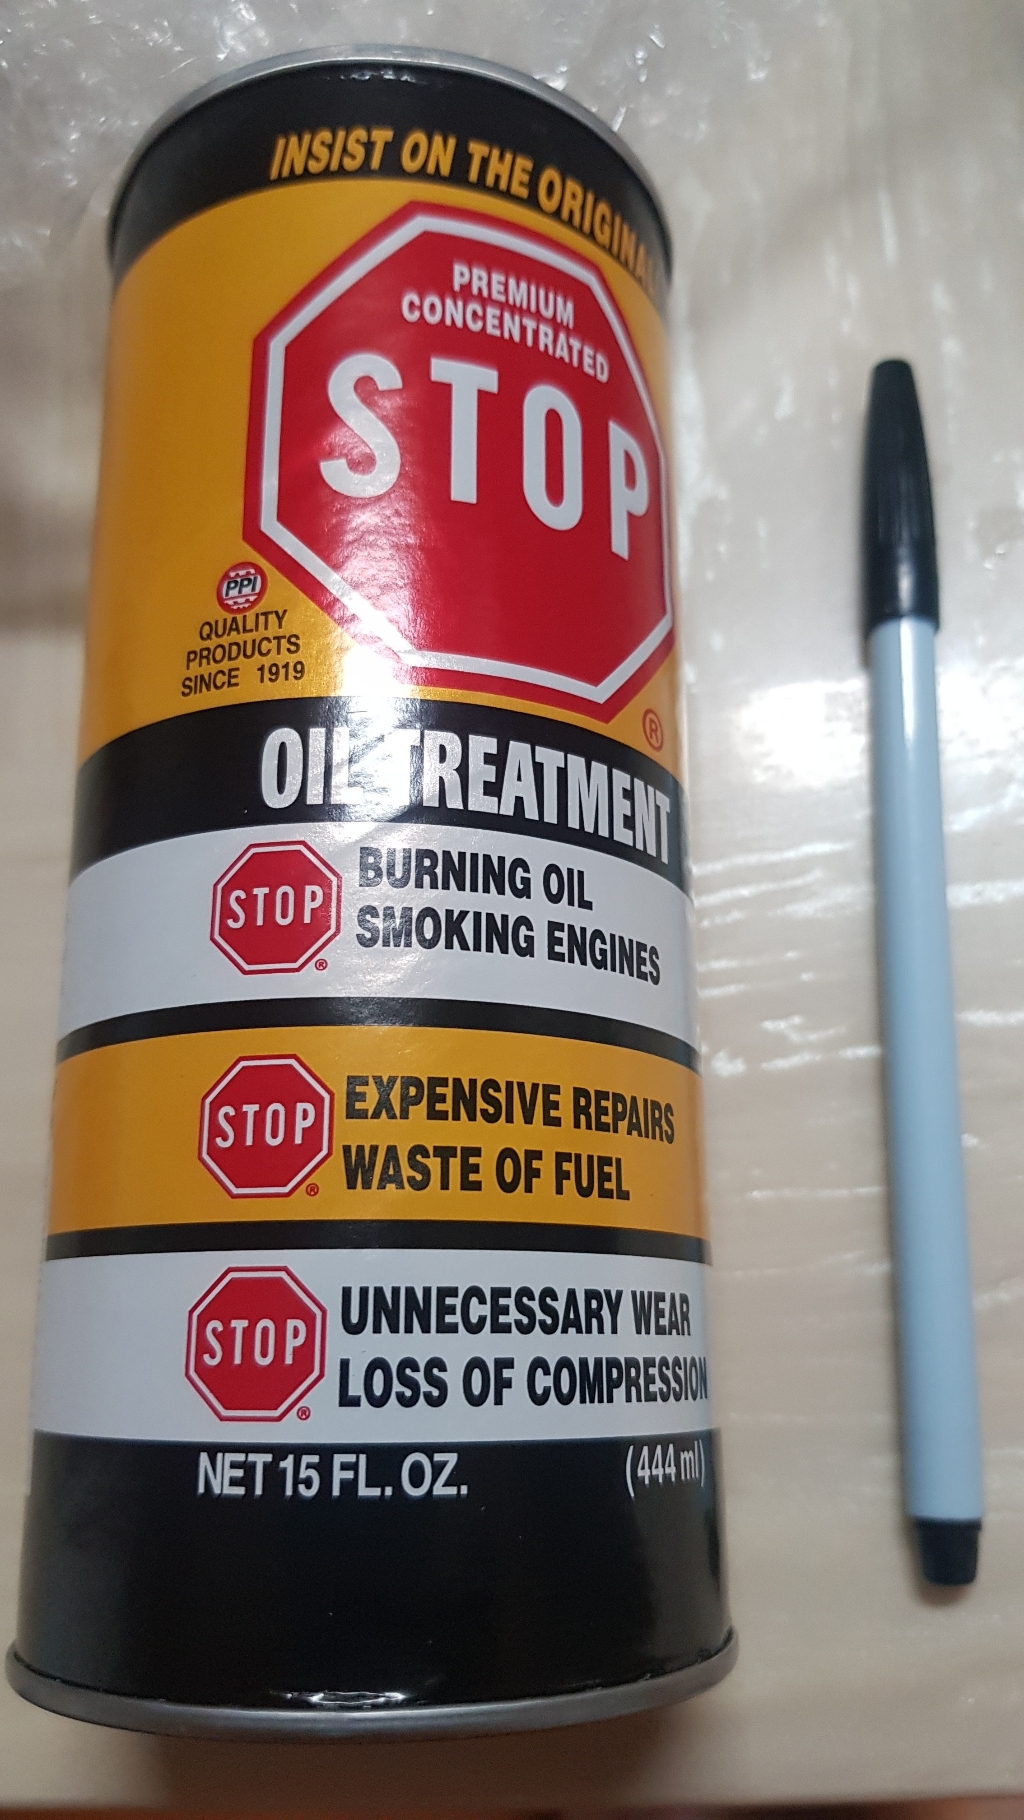 INSIST ON THE ORIGINAL
PREMIUM
CONCENTRATED
STOP
®
PPI
QUALITY
PRODUCTS
SINCE 1919
OIL TREATMENT
STOP ®
BURNING OIL
SMOKING ENGINES
STOP ®
EXPENSIVE REPAIRS
WASTE OF FUEL
STOP ®
UNNECESSARY WEAR
LOSS OF COMPRESSION
NET 15 FL. OZ. (444 ml)